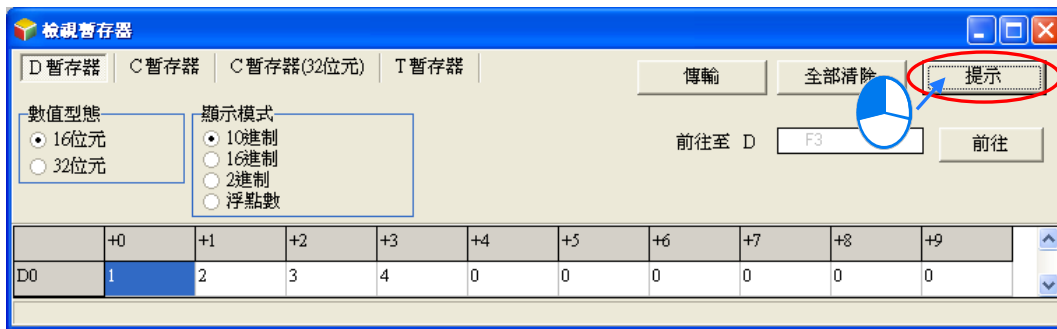 檢視暫存器
D 暫存器 C 暫存器 C 暫存器(32位元) T 暫存器
傳輸 全部清除 提示
數值型態 顯示模式
16位元 10進制
32位元 16進制
2進制
浮點數
前往至 D F3 前往
+0 +1 +2 +3 +4 +5 +6 +7 +8 +9
D0 1 2 3 4 0 0 0 0 0 0